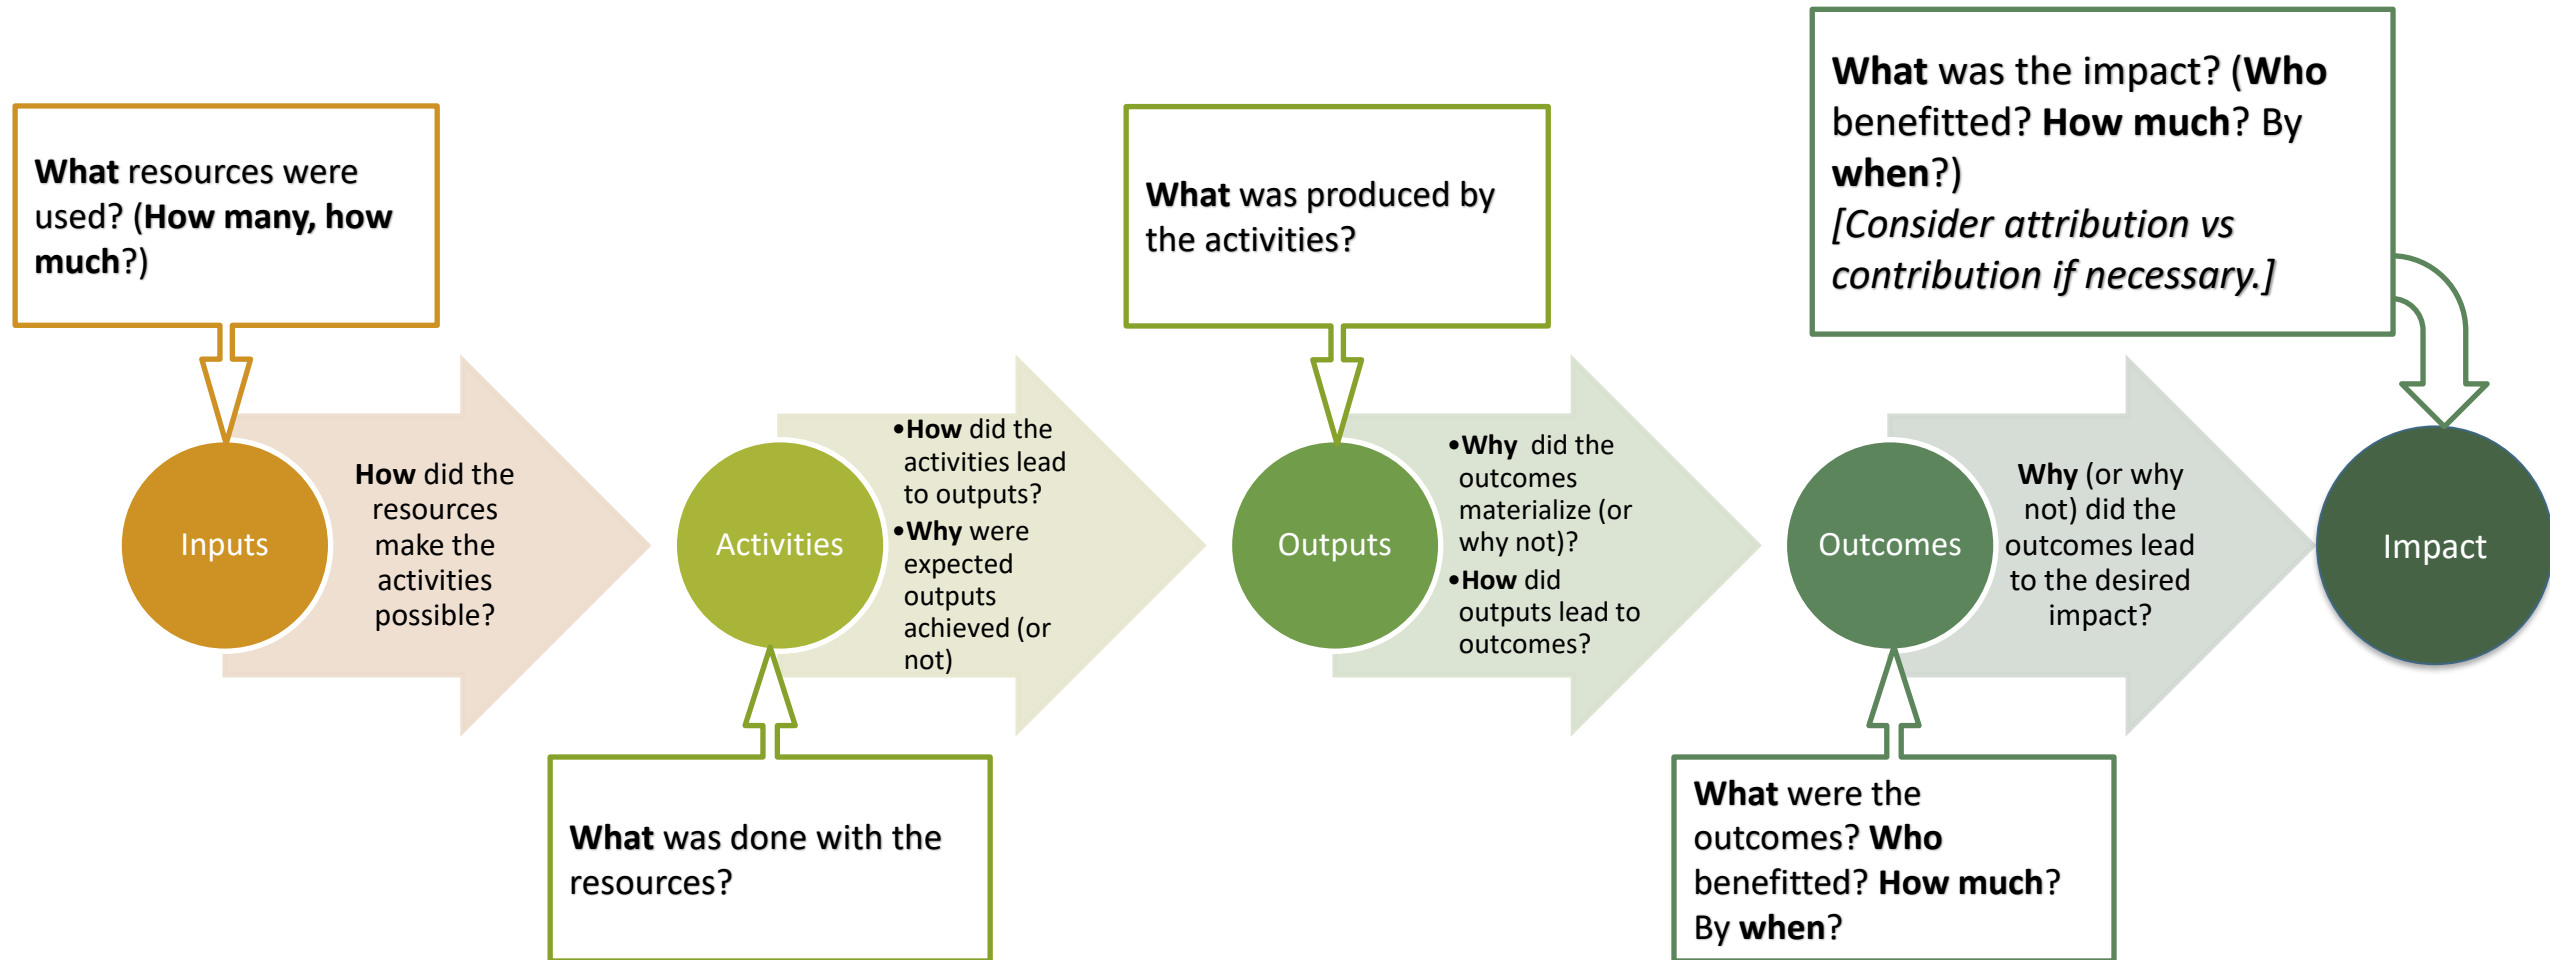 What resources were
used? (How many, how
much?)
Inputs
How did the
resources
make the
activities
possible?
What was done with the
resources?
Activities
•How did the
activities lead
to outputs?
•Why were
expected
outputs
achieved (or
not)
What was produced by
the activities?
Outputs
•Why  did the
outcomes
materialize (or
why not)?
•How did
outputs lead to
outcomes?
What were the
outcomes? Who
benefitted? How much?
By when?
Outcomes
Why (or why
not) did the
outcomes lead
to the desired
impact?
What was the impact? (Who
benefitted? How much? By
when?)
[Consider attribution vs
contribution if necessary.]
Impact